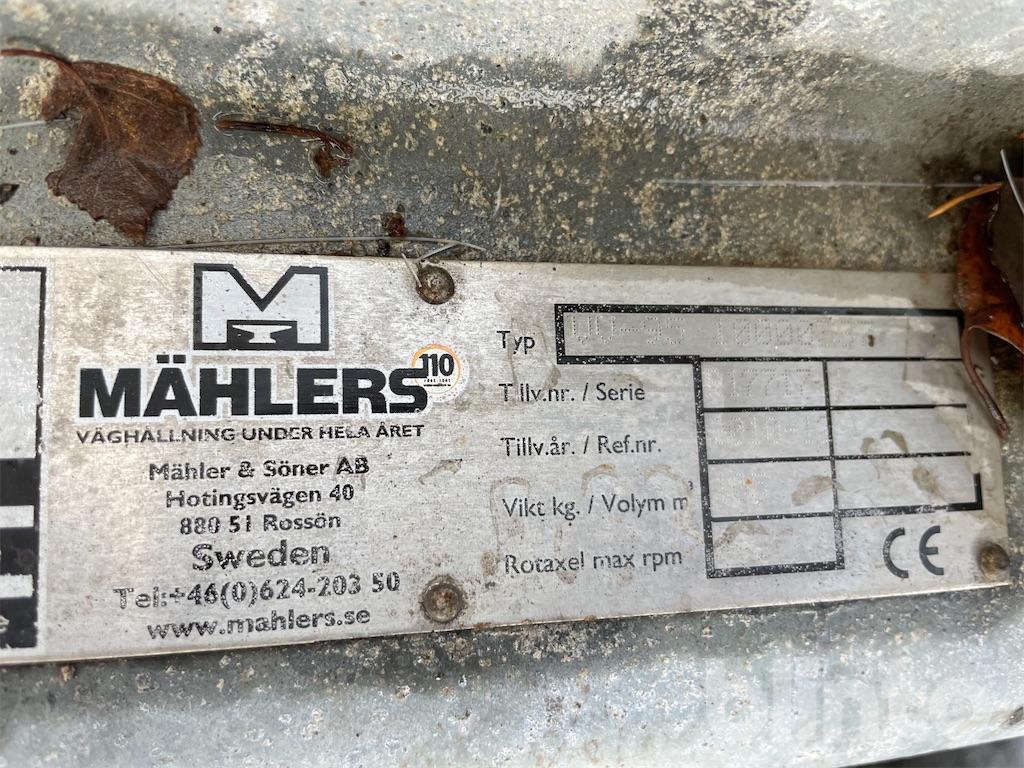 M
MÄHLERS
110
VÄGHÅLLNING UNDER HELA ÅRET
Mähler & Söner AB
Hotingsvägen 40
880 51 Rossön
Sweden
Tel:+46(0)624-203 50
www.mahlers.se
Typ
T llv.nr. / Serie
Tillv.år. / Ref.nr.
Vikt kg. / Volym m³
Rotaxel max rpm
CE